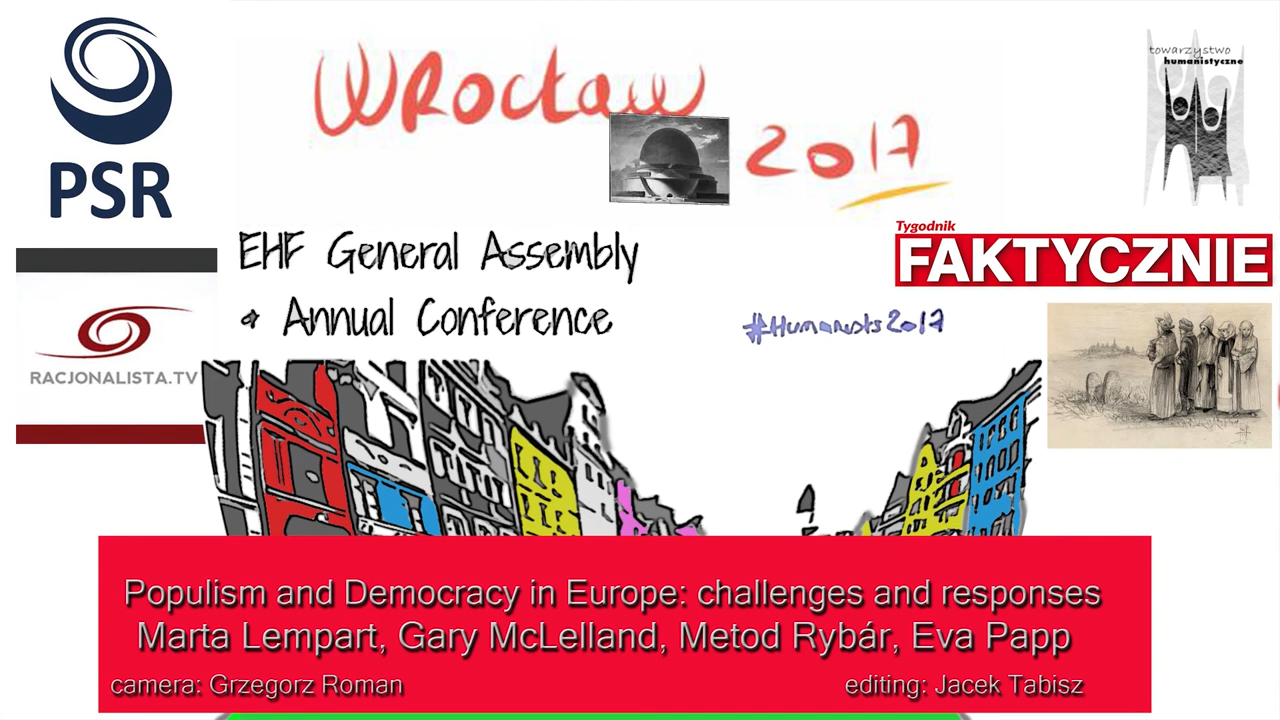 PSR
WRocław
2017
towarzystwo
humanistyczne
EHF General Assembly
& Annual Conference
Tygodnik
FAKTYCZNIE
#Humanists2017
RACJONALISTA.TV
Populism and Democracy in Europe: challenges and responses
Marta Lempart, Gary McLelland, Metod Rybár, Eva Papp
camera: Grzegorz Roman
editing: Jacek Tabisz